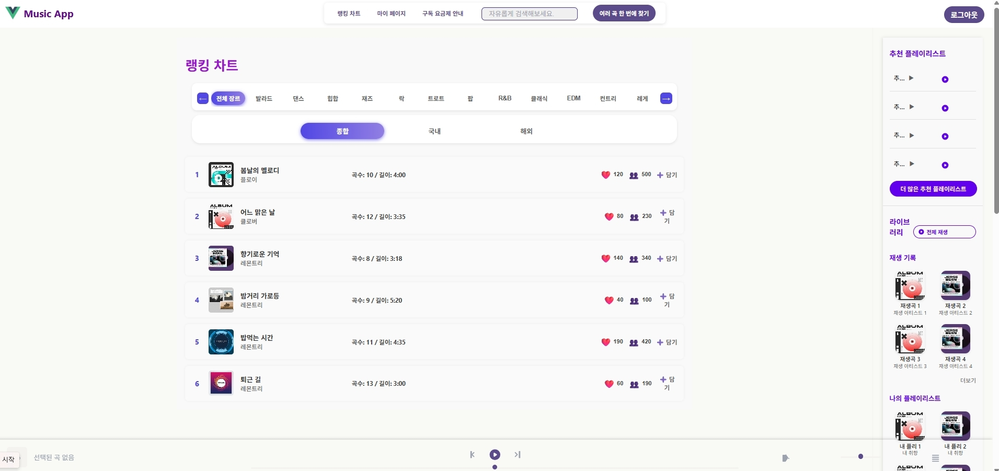 Music App
랭킹 차트 마이 페이지 구독 요금제 안내 자유롭게 검색해보세요. 여러 곡 한 번에 찾기
로그아웃
랭킹 차트
← 전체 장르 발라드 댄스 힙합 재즈 락 트로트 팝 R&B 클래식 EDM 컨트리 레게 →
종합 국내 해외
1 봄날의 멜로디 곡수: 10 / 길이: 4:00 120 500 담기
플로이
2 어느 맑은 날 곡수: 12 / 길이: 3:35 80 230 담
기
클로버
3 향기로운 기억 곡수: 8 / 길이: 3:18 140 340 담기
레몬트리
4 밤거리 가로등 곡수: 9 / 길이: 5:20 40 100 담
기
레몬트리
5 밥먹는 시간 곡수: 11 / 길이: 4:35 190 420 담기
레몬트리
6 퇴근 길 곡수: 13 / 길이: 3:00 60 190 담
기
레몬트리
추천 플레이리스트
추...
추...
추...
추...
더 많은 추천 플레이리스트
라이브
러리
전체 재생
재생 기록
ALBUM JERSE
BERN
재생곡 1 재생곡 2
재생 아티스트 1 재생 아티스트 2
ALBUM JERSE
BERN
재생곡 3 재생곡 4
재생 아티스트 3 재생 아티스트 4
더보기
나의 플레이리스트
ALBUM JERSE
BERN
내 플리 1 내 플리 2
내 취향 내 취향
ALBUM
시작
선택된 곡 없음